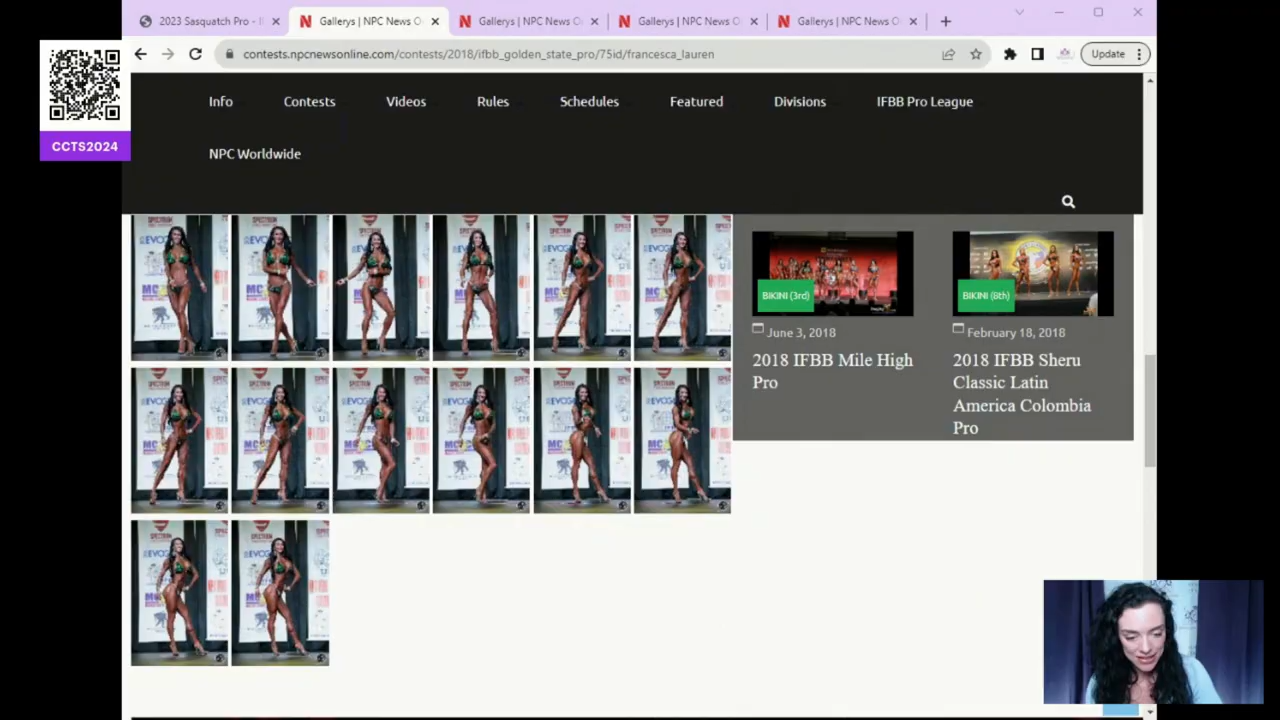 2023 Sasquatch Pro - I
Gallerys | NPC News O
Gallerys | NPC News O
Gallerys | NPC News O
Gallerys | NPC News O
contests.npcnewsonline.com/contests/2018/ifbb_golden_state_pro/75id/francesca_lauren
Update
CCTS2024
Info
Contests
Videos
Rules
Schedules
Featured
Divisions
IFBB Pro League
NPC Worldwide
BIKINI (3rd)
June 3, 2018
2018 IFBB Mile High
Pro
BIKINI (6th)
February 18, 2018
2018 IFBB Sheru
Classic Latin
America Colombia
Pro